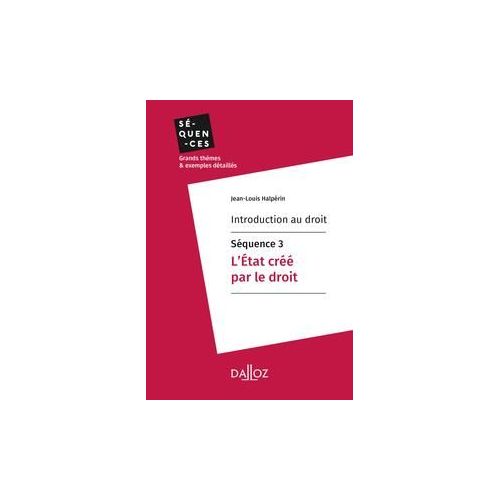 SÉ-
QUEN
-CES
Grands thèmes
& exemples détaillés
Jean-Louis Halpérin
Introduction au droit
Séquence 3
L'État créé
par le droit
DALLOZ